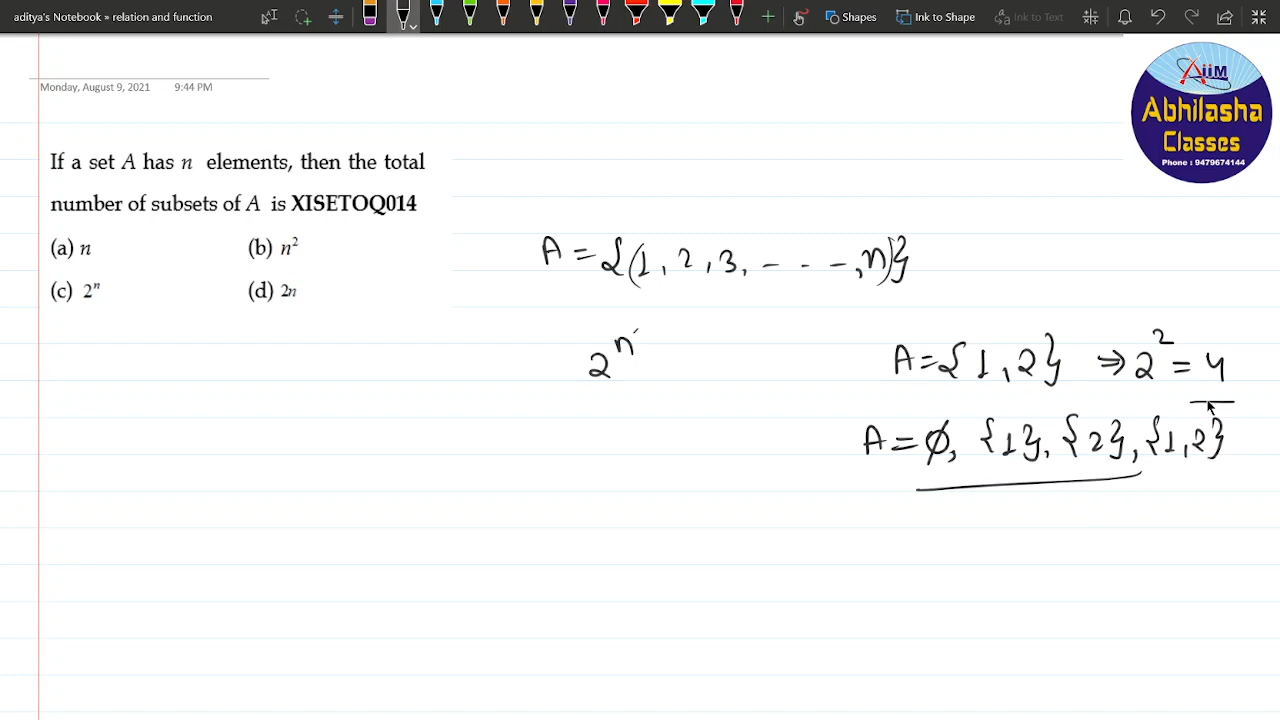 aditya's Notebook » relation and function
Shapes
Ink to Shape
Ink to Text
Monday, August 9, 2021 9:44 PM
AIIM
Abhilasha
Classes
Phone : 9479674144
If a set A has n elements, then the total
number of subsets of A is XISETOQ014
(a) n (b) n²
(c) 2ⁿ (d) 2n
A = {(1, 2, 3, - - -, n)}
2ⁿ
A = {1, 2} ⇒ 2² = 4
A = ϕ, {1}, {2}, {1, 2}